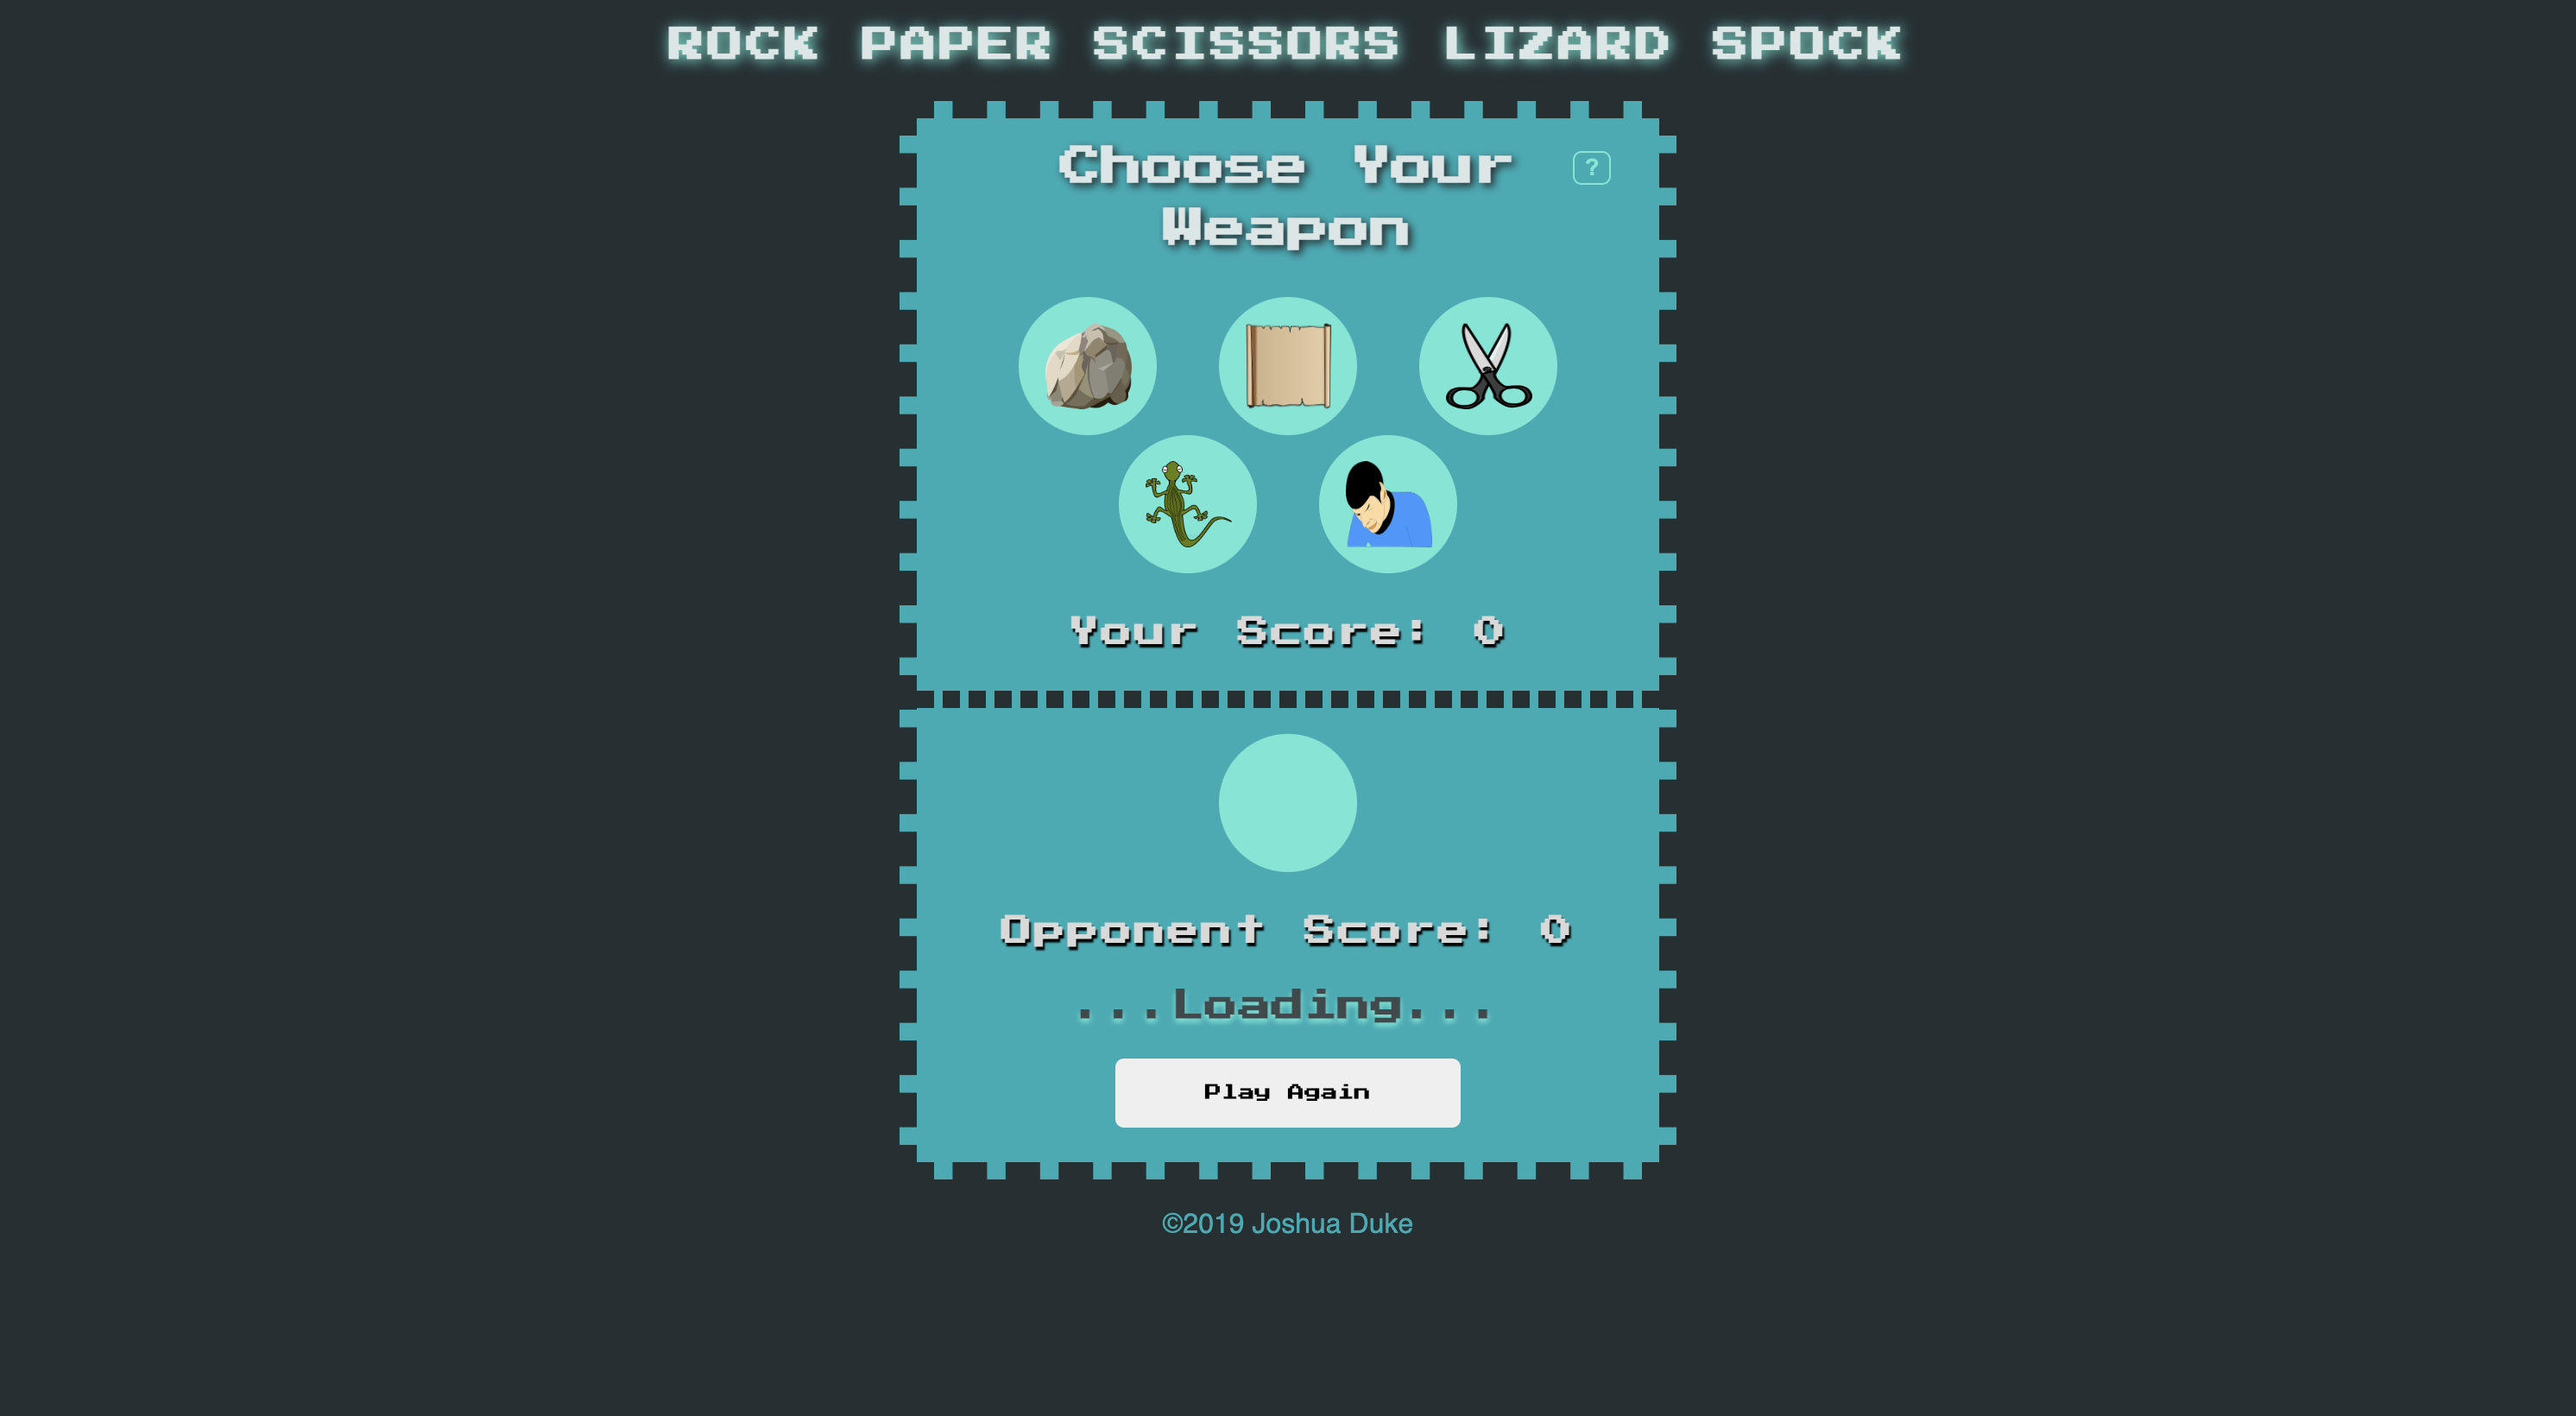 ROCK PAPER SCISSORS LIZARD SPOCK
Choose Your
?
Weapon
Your Score: 0
Opponent Score: 0
...Loading...
Play Again
©2019 Joshua Duke